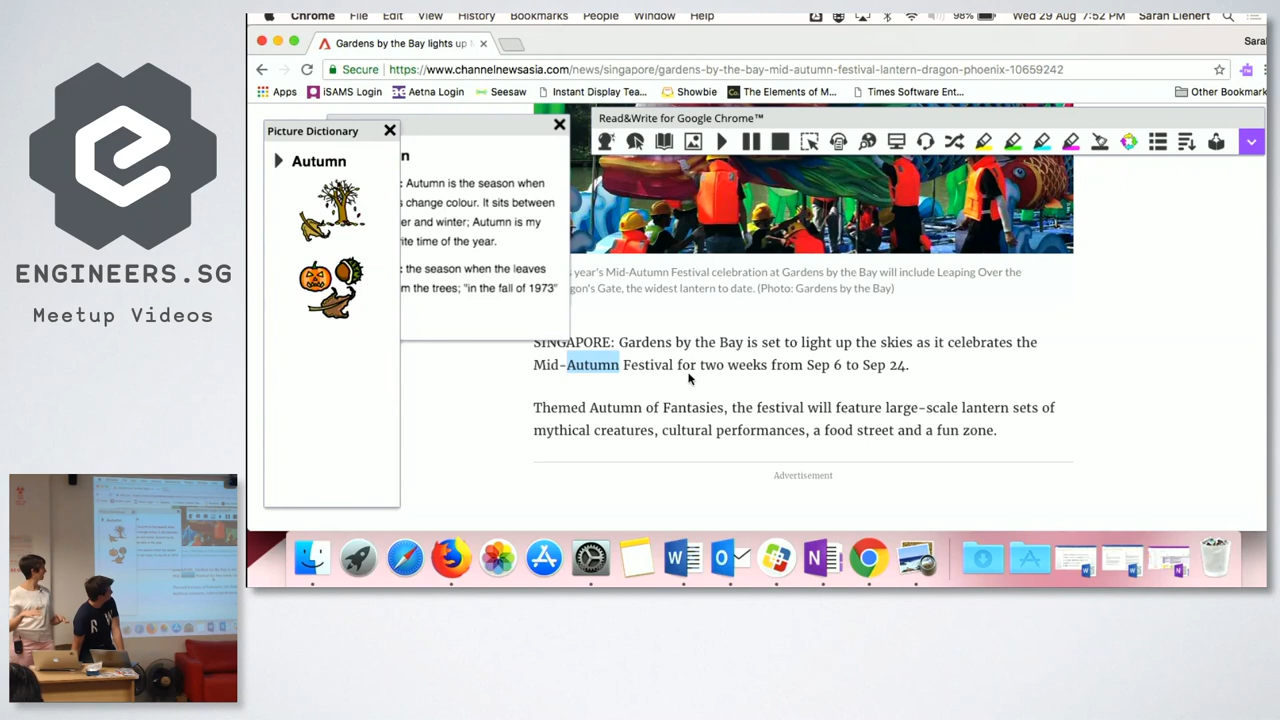 Chrome File Edit View History Bookmarks People Window Help 98% Wed 29 Aug 7:52 PM Sarah Lienert
Gardens by the Bay lights up
Sarah
Secure https://www.channelnewsasia.com/news/singapore/gardens-by-the-bay-mid-autumn-festival-lantern-dragon-phoenix-10659242
Apps iSAMS Login Aetna Login Seesaw Instant Display Tea... Showbie The Elements of M... Times Software Ent... Other Bookmark
Read&Write for Google Chrome™
Picture Dictionary
Autumn
n
: Autumn is the season when
s change colour. It sits between
er and winter; Autumn is my
rite time of the year.
: the season when the leaves
m the trees; "in the fall of 1973"
s year's Mid-Autumn Festival celebration at Gardens by the Bay will include Leaping Over the
gon's Gate, the widest lantern to date. (Photo: Gardens by the Bay)
SINGAPORE: Gardens by the Bay is set to light up the skies as it celebrates the
Mid-Autumn Festival for two weeks from Sep 6 to Sep 24.
Themed Autumn of Fantasies, the festival will feature large-scale lantern sets of
mythical creatures, cultural performances, a food street and a fun zone.
Advertisement
ENGINEERS.SG
Meetup Videos